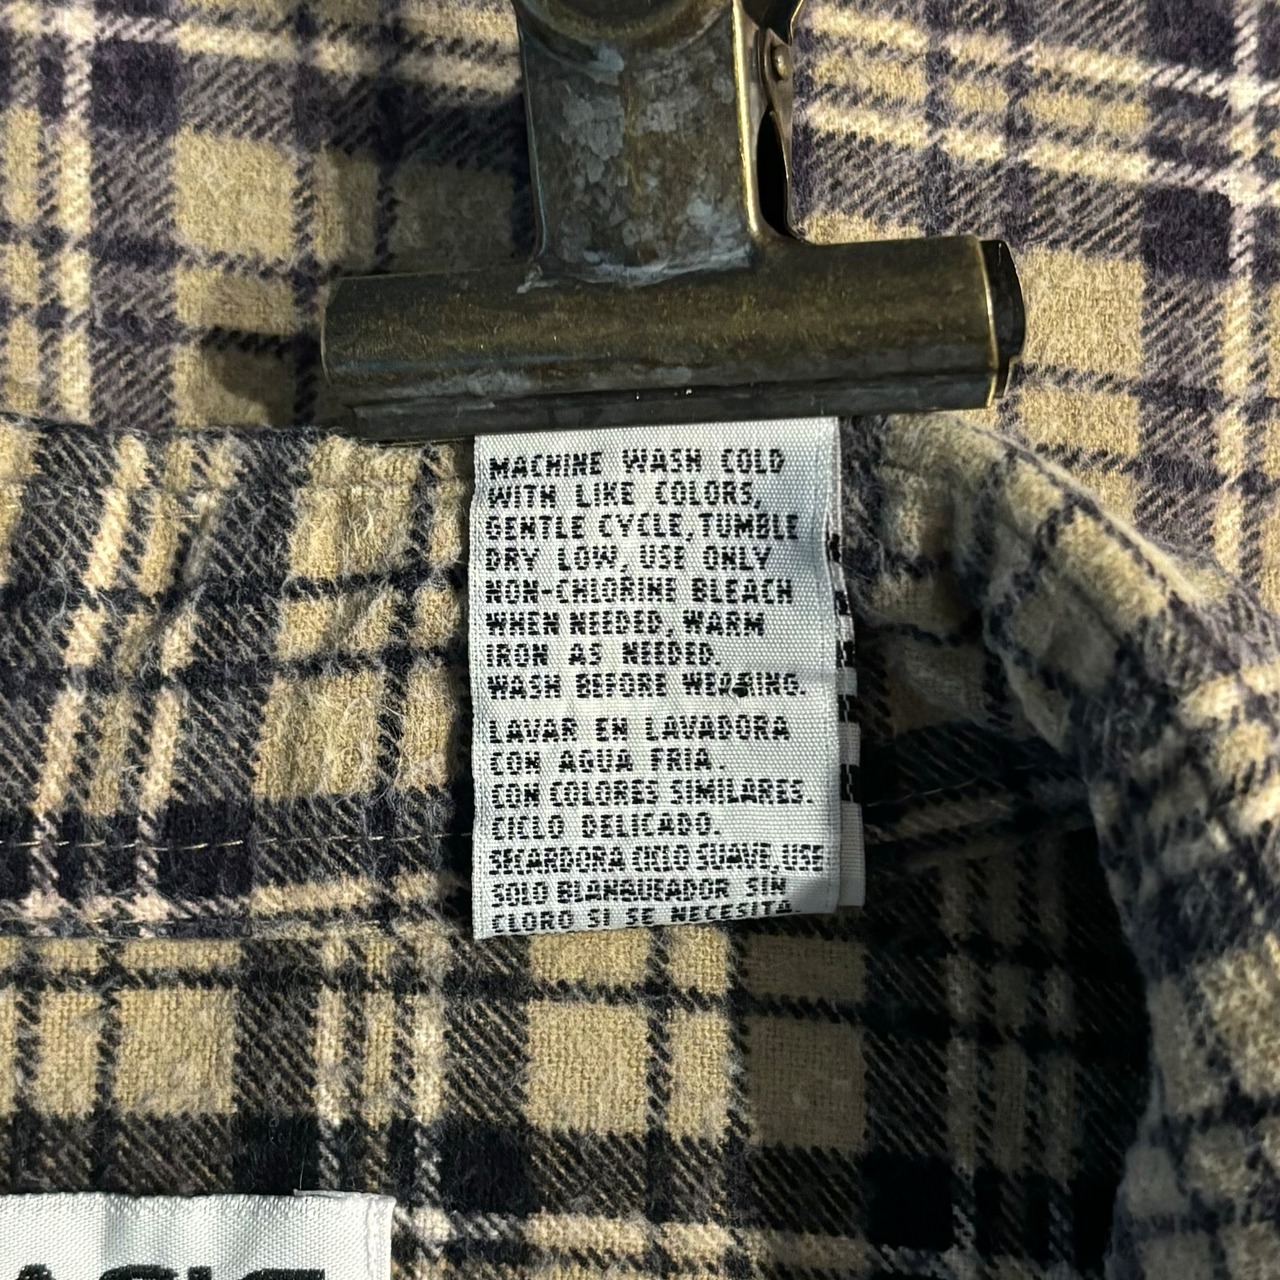 MACHINE WASH COLD
WITH LIKE COLORS,
GENTLE CYCLE,TUMBLE
DRY LOW, USE ONLY
NON-CHLORINE BLEACH
WHEN NEEDED, WARM
IRON AS NEEDED.
WASH BEFORE WEARING.
LAVAR EN LAVADORA
CON AQUA FRIA.
CON COLORES SIMILARES.
CICLO DELICADO.
SECARDORA CICLO SUAVE,USE
SOLO BLANQUEADOR SIN
CLORO SI SE NECESITA.